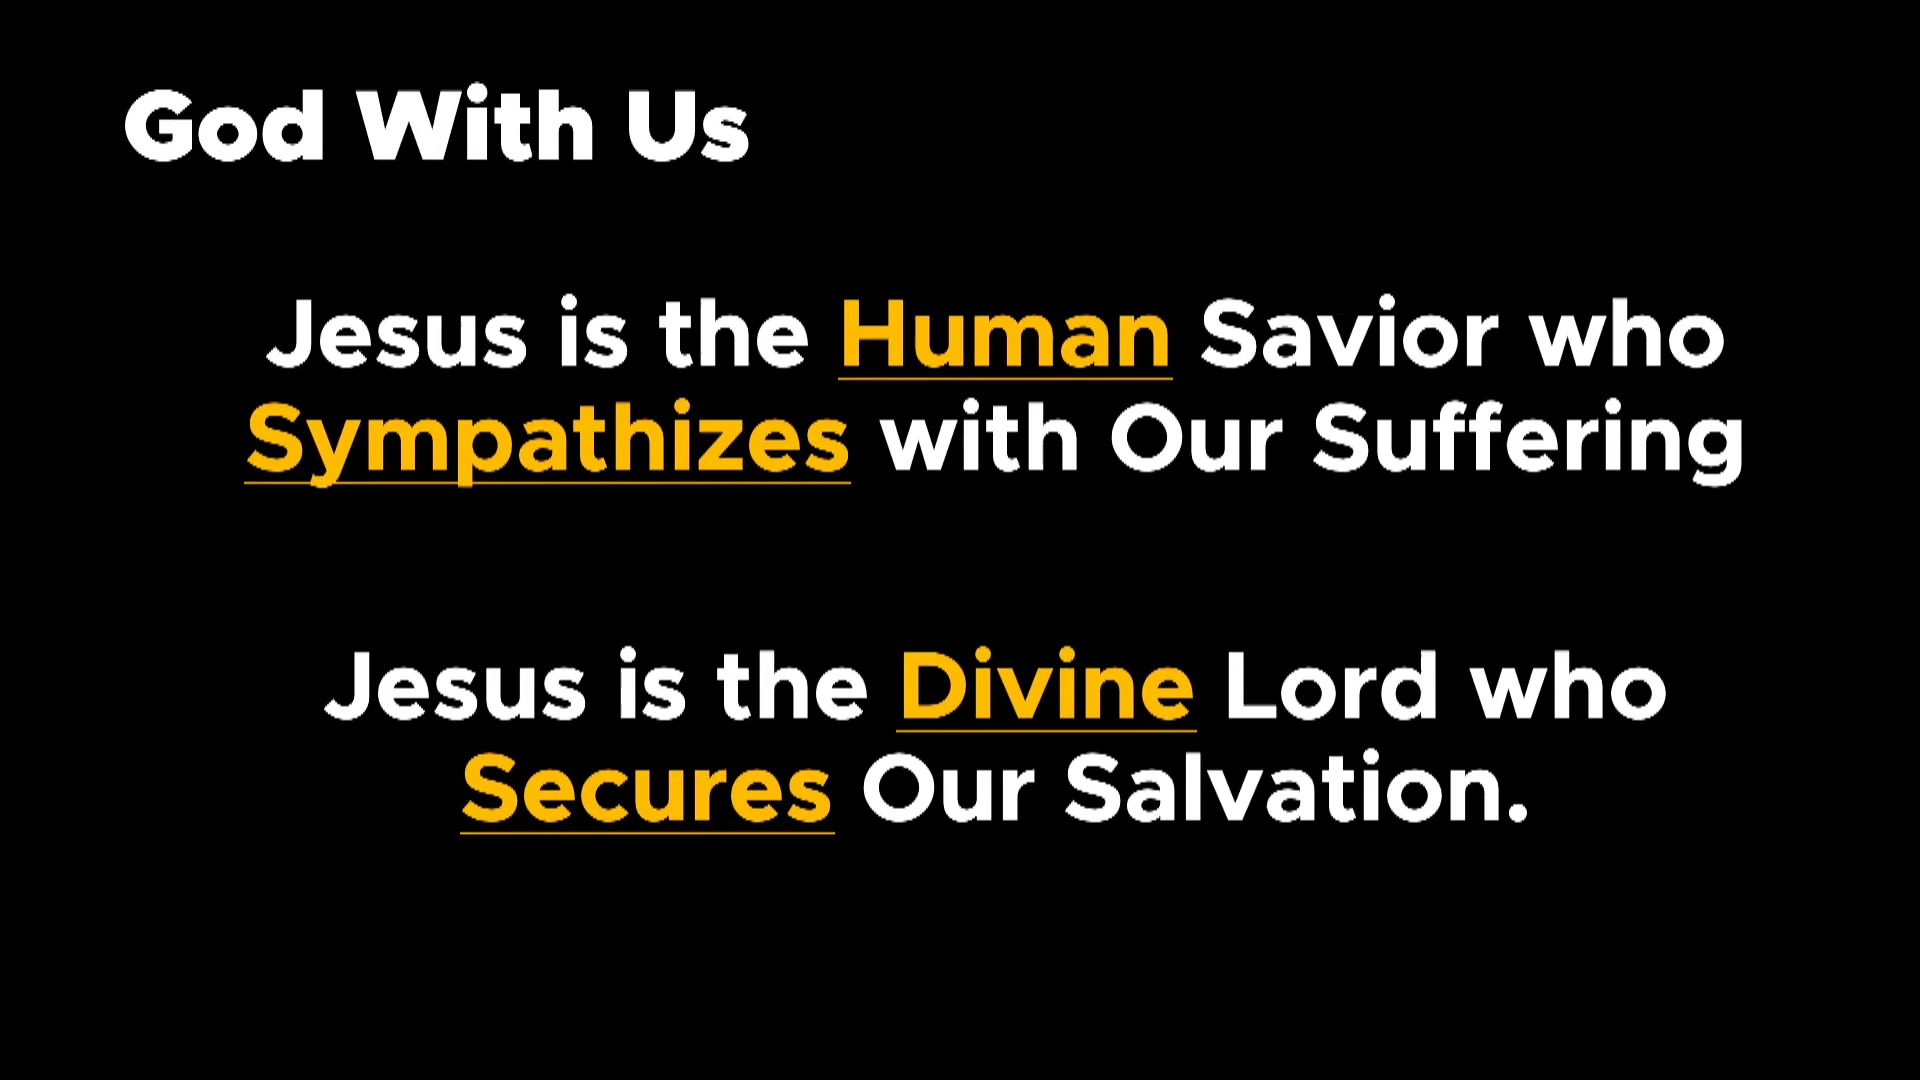 God With Us
Jesus is the Human Savior who
Sympathizes with Our Suffering
Jesus is the Divine Lord who
Secures Our Salvation.